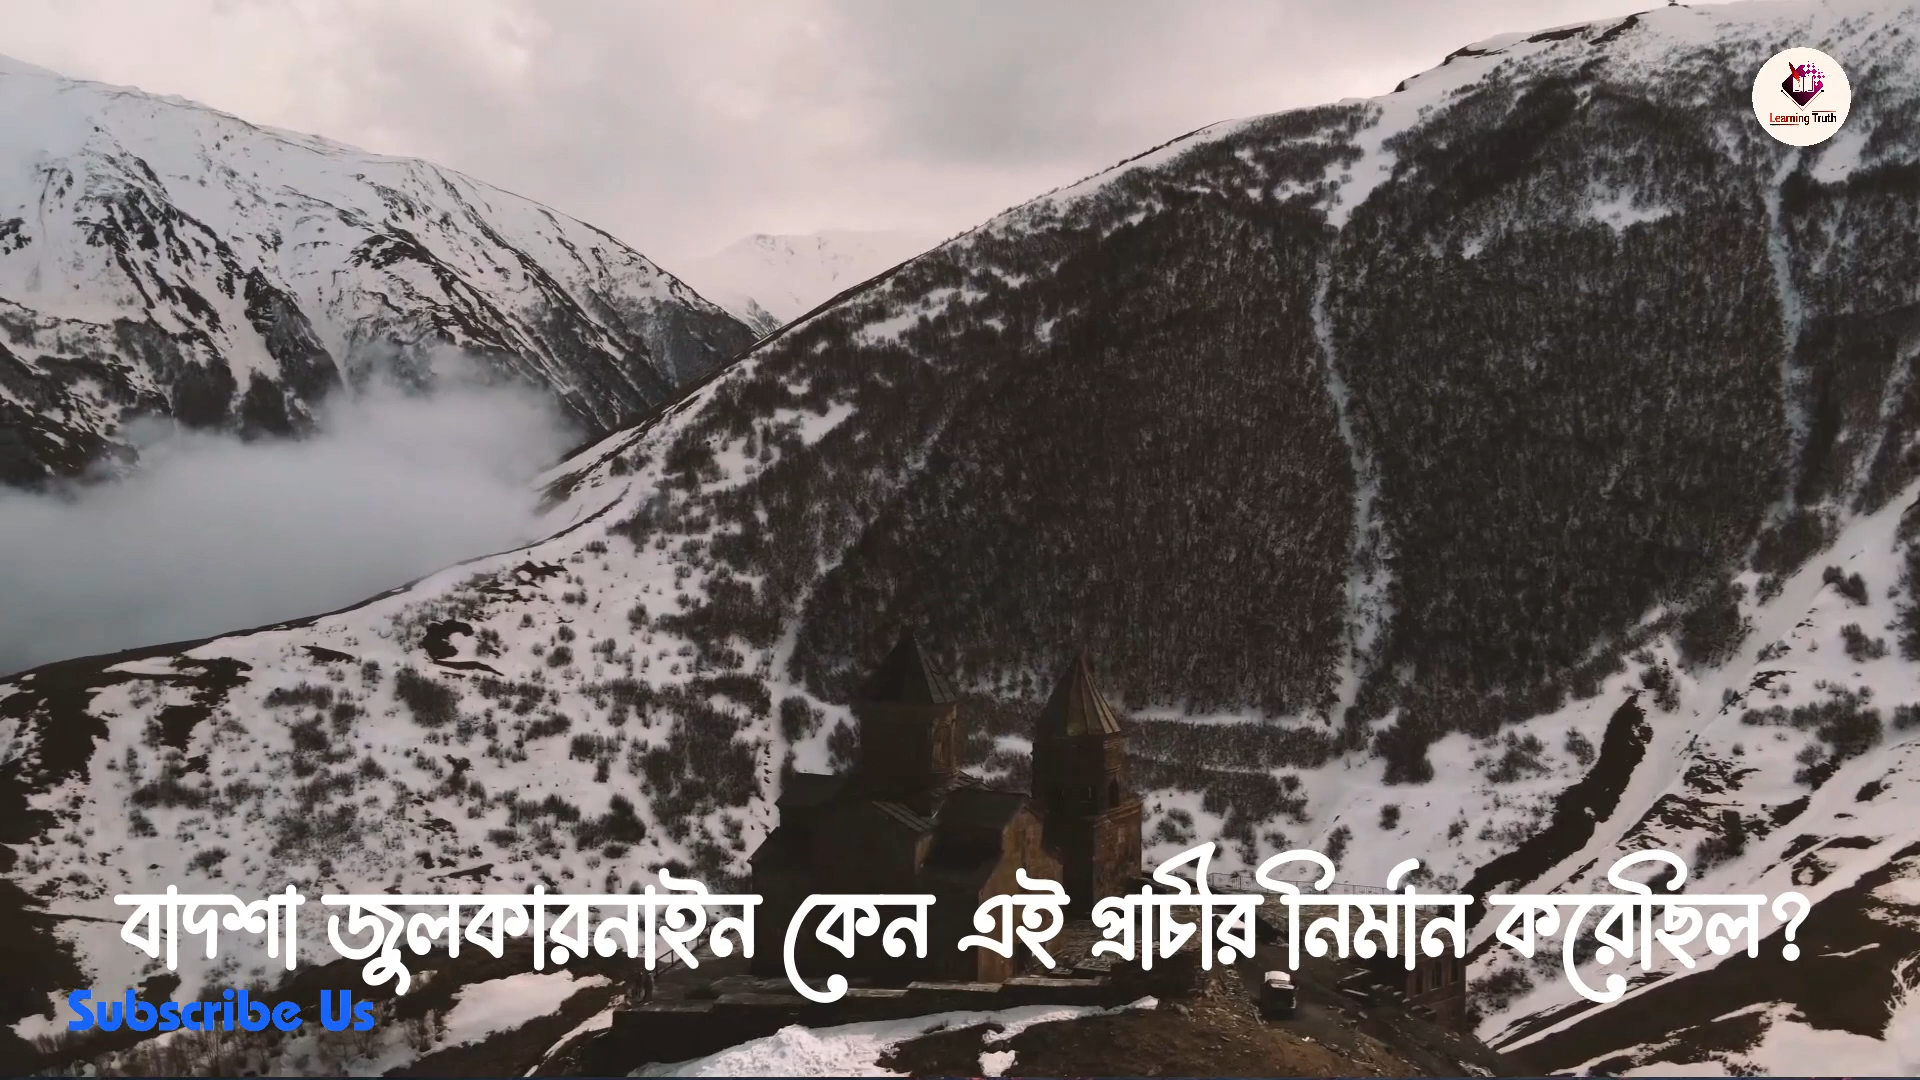 Learning Truth
বাদশা জুলকারনাইন কেন এই প্রাচীর নির্মান করেছিল?
Subscribe Us